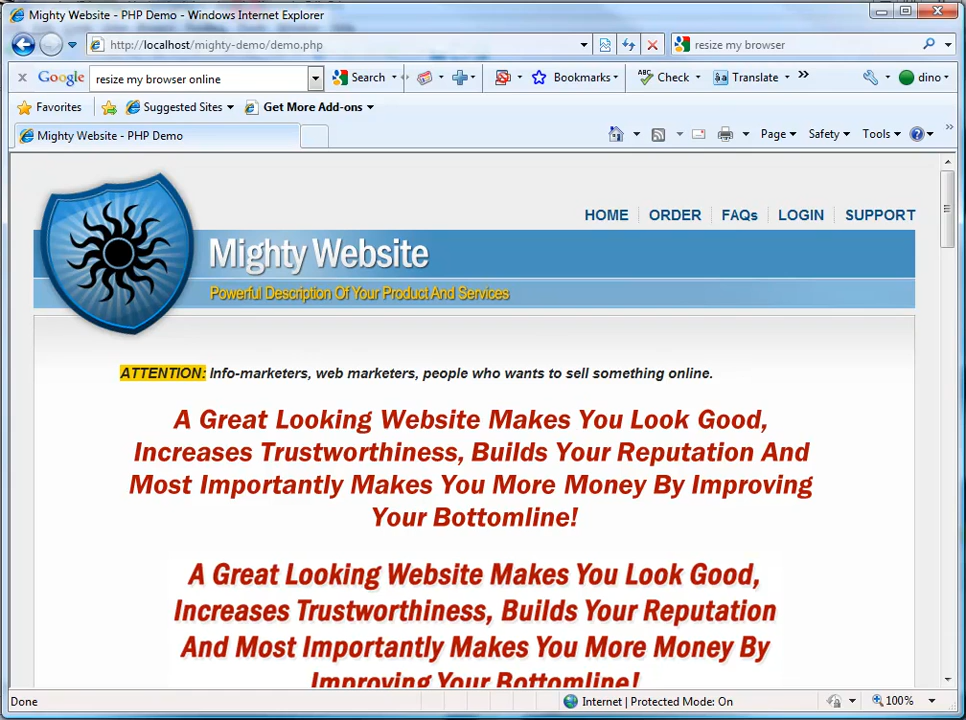 Mighty Website - PHP Demo - Windows Internet Explorer
http://localhost/mighty-demo/demo.php
resize my browser
Google
resize my browser online
Search
Bookmarks
ABC
Check
Translate
dino
Favorites
Suggested Sites
Get More Add-ons
Mighty Website - PHP Demo
Page
Safety
Tools
HOME
ORDER
FAQs
LOGIN
SUPPORT
Mighty Website
Powerful Description Of Your Product And Services
ATTENTION: Info-marketers, web marketers, people who wants to sell something online.
A Great Looking Website Makes You Look Good,
Increases Trustworthiness, Builds Your Reputation And
Most Importantly Makes You More Money By Improving
Your Bottomline!
A Great Looking Website Makes You Look Good,
Increases Trustworthiness, Builds Your Reputation
And Most Importantly Makes You More Money By
Improving Your Bottomline!
Done
Internet | Protected Mode: On
100%